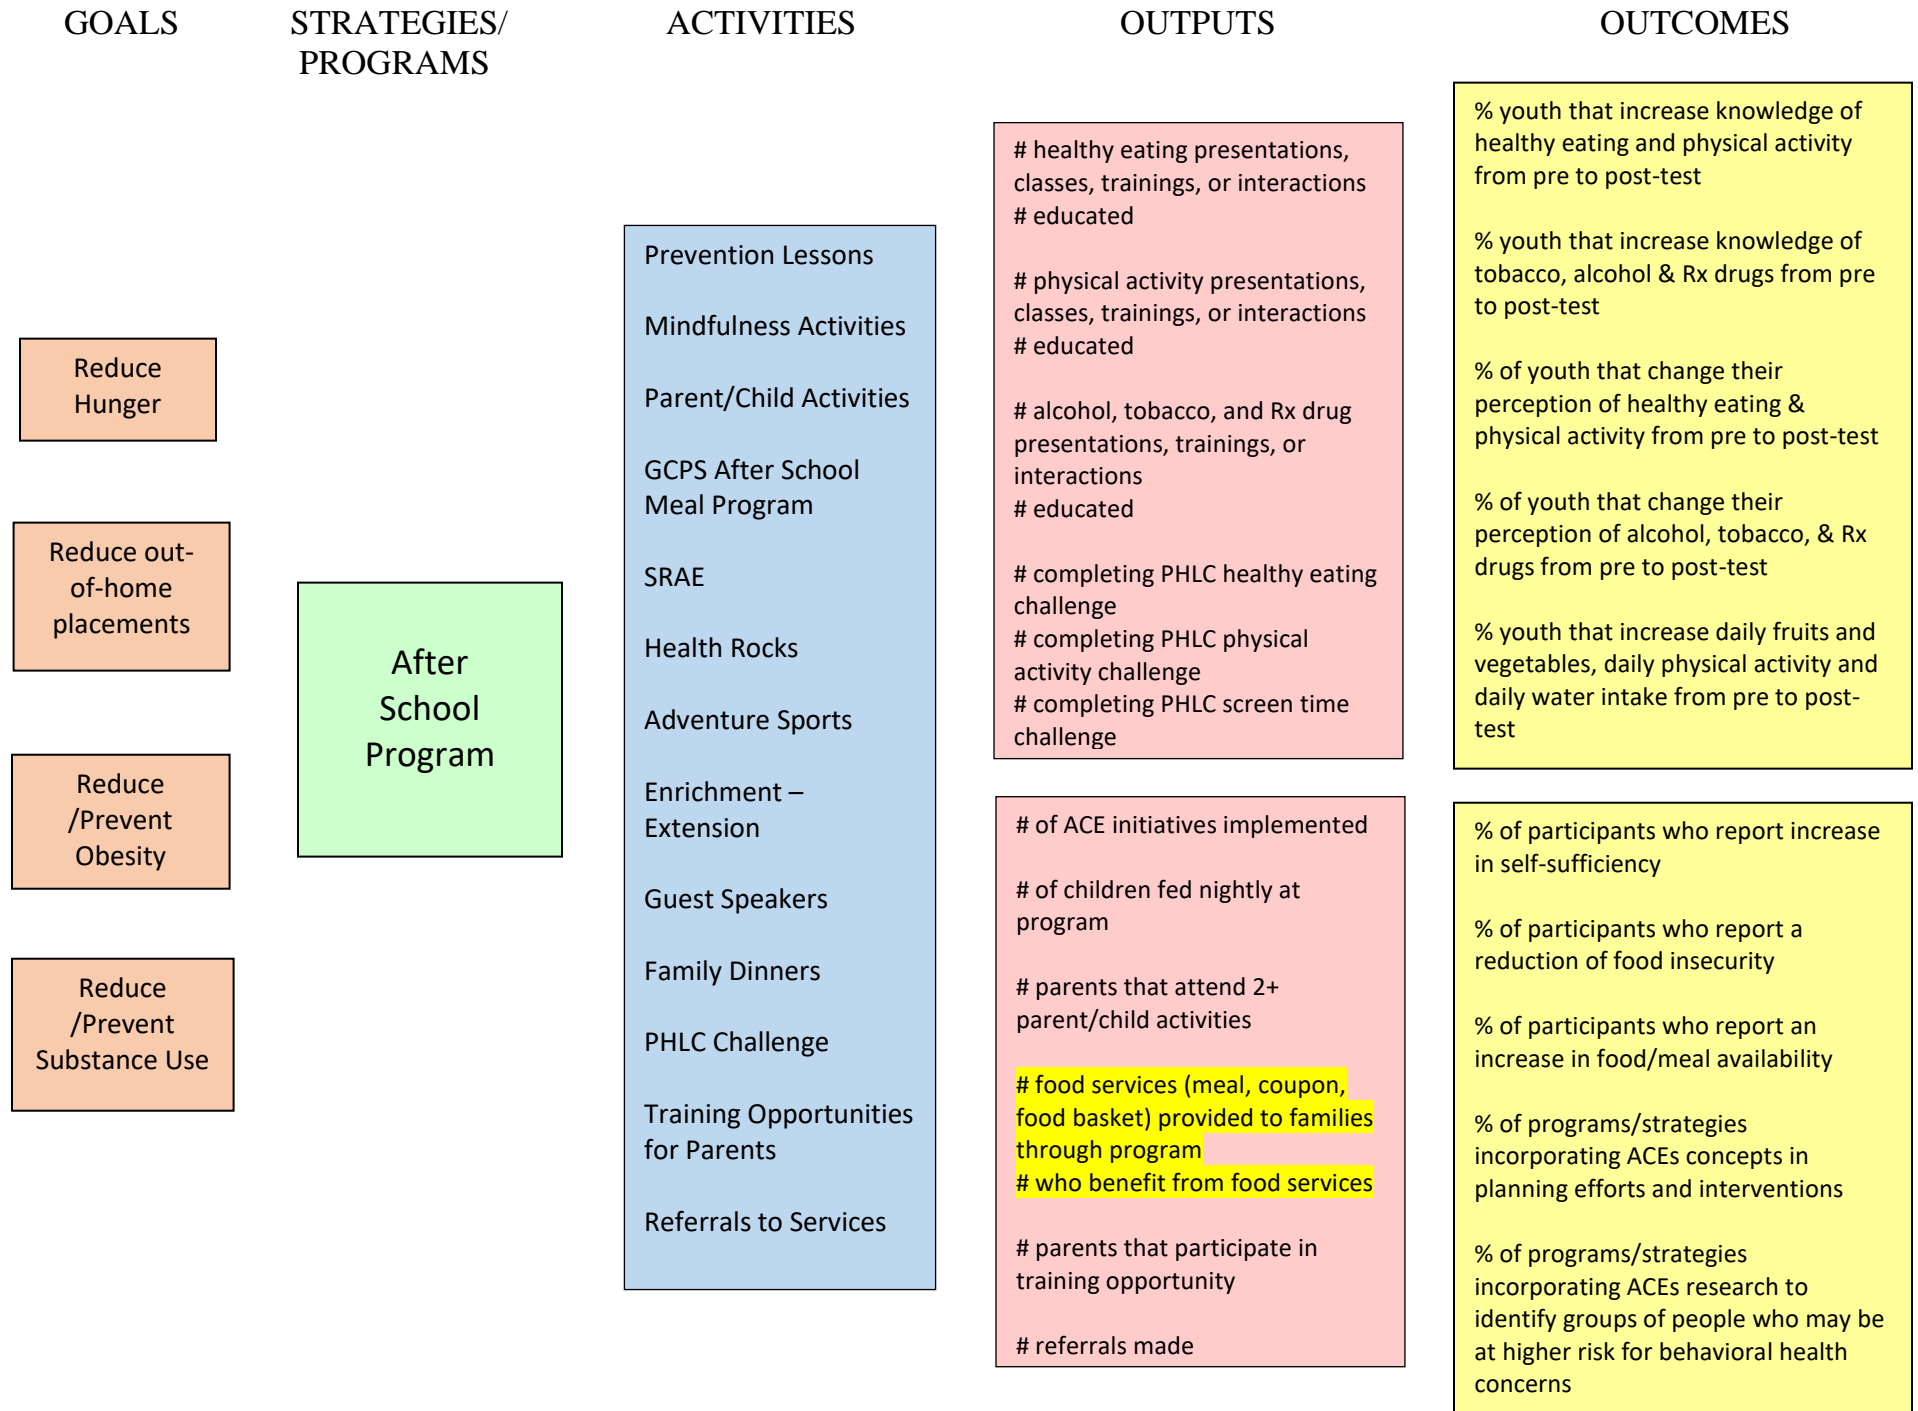 GOALS
STRATEGIES/
PROGRAMS
ACTIVITIES
OUTPUTS
OUTCOMES
Reduce
Hunger
Reduce out-
of-home
placements
Reduce
/Prevent
Obesity
Reduce
/Prevent
Substance Use
After
School
Program
Prevention Lessons
Mindfulness Activities
Parent/Child Activities
GCPS After School
Meal Program
SRAE
Health Rocks
Adventure Sports
Enrichment –
Extension
Guest Speakers
Family Dinners
PHLC Challenge
Training Opportunities
for Parents
Referrals to Services
# healthy eating presentations,
classes, trainings, or interactions
# educated
# physical activity presentations,
classes, trainings, or interactions
# educated
# alcohol, tobacco, and Rx drug
presentations, trainings, or
interactions
# educated
# completing PHLC healthy eating
challenge
# completing PHLC physical
activity challenge
# completing PHLC screen time
challenge
# of ACE initiatives implemented
# of children fed nightly at
program
# parents that attend 2+
parent/child activities
# food services (meal, coupon,
food basket) provided to families
through program
# who benefit from food services
# parents that participate in
training opportunity
# referrals made
% youth that increase knowledge of
healthy eating and physical activity
from pre to post-test
% youth that increase knowledge of
tobacco, alcohol & Rx drugs from pre
to post-test
% of youth that change their
perception of healthy eating &
physical activity from pre to post-test
% of youth that change their
perception of alcohol, tobacco, & Rx
drugs from pre to post-test
% youth that increase daily fruits and
vegetables, daily physical activity and
daily water intake from pre to post-
test
% of participants who report increase
in self-sufficiency
% of participants who report a
reduction of food insecurity
% of participants who report an
increase in food/meal availability
% of programs/strategies
incorporating ACEs concepts in
planning efforts and interventions
% of programs/strategies
incorporating ACEs research to
identify groups of people who may be
at higher risk for behavioral health
concerns